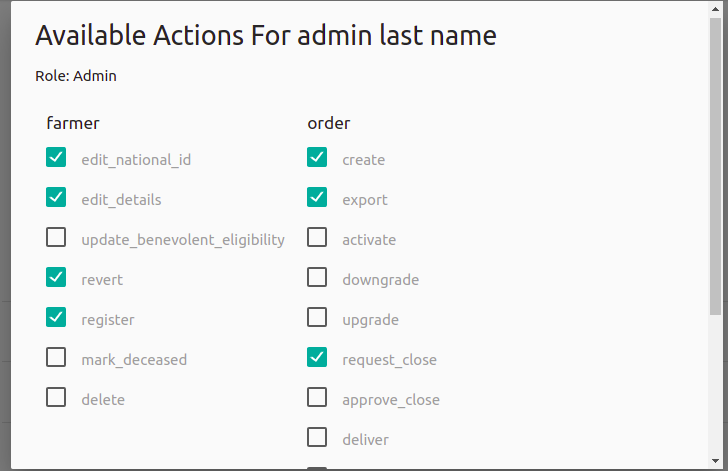 Available Actions For admin last name
Role: Admin
farmer
edit_national_id
edit_details
update_benevolent_eligibility
revert
register
mark_deceased
delete
order
create
export
activate
downgrade
upgrade
request_close
approve_close
deliver